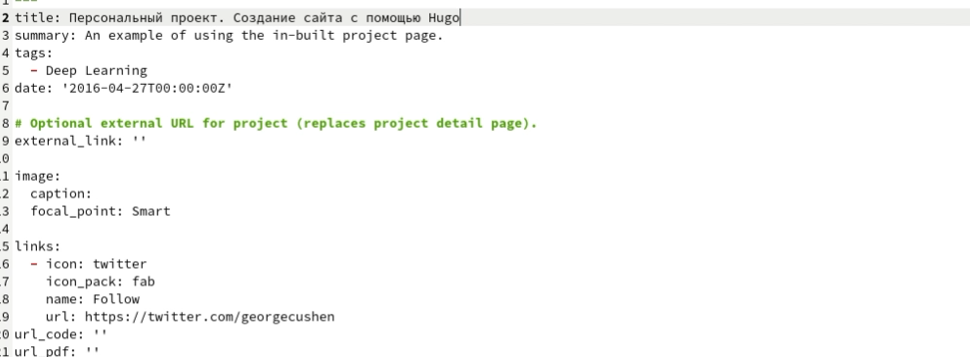 1 ---
2 title: Персональный проект. Создание сайта с помощью Hugo
3 summary: An example of using the in-built project page.
4 tags:
5   - Deep Learning
6 date: '2016-04-27T00:00:00Z'
7
8 # Optional external URL for project (replaces project detail page).
9 external_link: ''
0
1 image:
2   caption:
3   focal_point: Smart
4
5 links:
6   - icon: twitter
7     icon_pack: fab
8     name: Follow
9     url: https://twitter.com/georgecushen
0 url_code: ''
1 url_pdf: ''